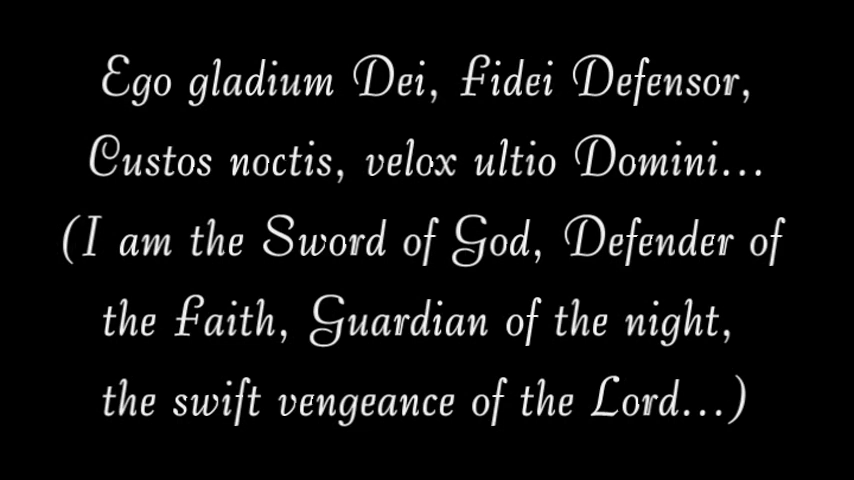 Ego gladium Dei, Fidei Defensor,
Custos noctis, velox ultio Domini...
(I am the Sword of God, Defender of
the Faith, Guardian of the night,
the swift vengeance of the Lord...)